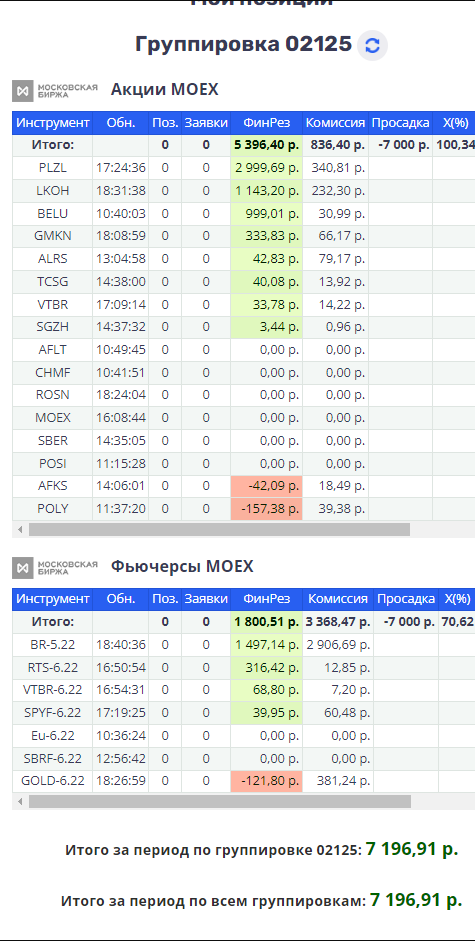 Мои позиции
Группировка 02125
МОСКОВСКАЯ БИРЖА Акции MOEX
Инструмент Обн. Поз. Заявки ФинРез Комиссия Просадка X(%)
Итого: 0 0 5 396,40 р. 836,40 р. -7 000 р. 100,34
PLZL 17:24:36 0 0 2 999,69 р. 340,81 р.
LKOH 18:31:38 0 0 1 143,20 р. 232,30 р.
BELU 10:40:03 0 0 999,01 р. 30,99 р.
GMKN 18:08:59 0 0 333,83 р. 66,17 р.
ALRS 13:04:58 0 0 42,83 р. 79,17 р.
TCSG 14:38:00 0 0 40,08 р. 13,92 р.
VTBR 17:09:14 0 0 33,78 р. 14,22 р.
SGZH 14:37:32 0 0 3,44 р. 0,96 р.
AFLT 10:49:45 0 0 0,00 р. 0,00 р.
CHMF 10:41:51 0 0 0,00 р. 0,00 р.
ROSN 18:24:04 0 0 0,00 р. 0,00 р.
MOEX 16:08:44 0 0 0,00 р. 0,00 р.
SBER 14:35:05 0 0 0,00 р. 0,00 р.
POSI 11:15:28 0 0 0,00 р. 0,00 р.
AFKS 14:06:01 0 0 -42,09 р. 18,49 р.
POLY 11:37:20 0 0 -157,38 р. 39,38 р.
МОСКОВСКАЯ БИРЖА Фьючерсы MOEX
Инструмент Обн. Поз. Заявки ФинРез Комиссия Просадка X(%)
Итого: 0 0 1 800,51 р. 3 368,47 р. -7 000 р. 70,62
BR-5.22 18:40:36 0 0 1 497,14 р. 2 906,69 р.
RTS-6.22 16:50:54 0 0 316,42 р. 12,85 р.
VTBR-6.22 16:54:31 0 0 68,80 р. 7,20 р.
SPYF-6.22 17:19:25 0 0 39,95 р. 60,48 р.
Eu-6.22 10:36:24 0 0 0,00 р. 0,00 р.
SBRF-6.22 12:56:42 0 0 0,00 р. 0,00 р.
GOLD-6.22 18:26:59 0 0 -121,80 р. 381,24 р.
Итого за период по группировке 02125: 7 196,91 р.
Итого за период по всем группировкам: 7 196,91 р.